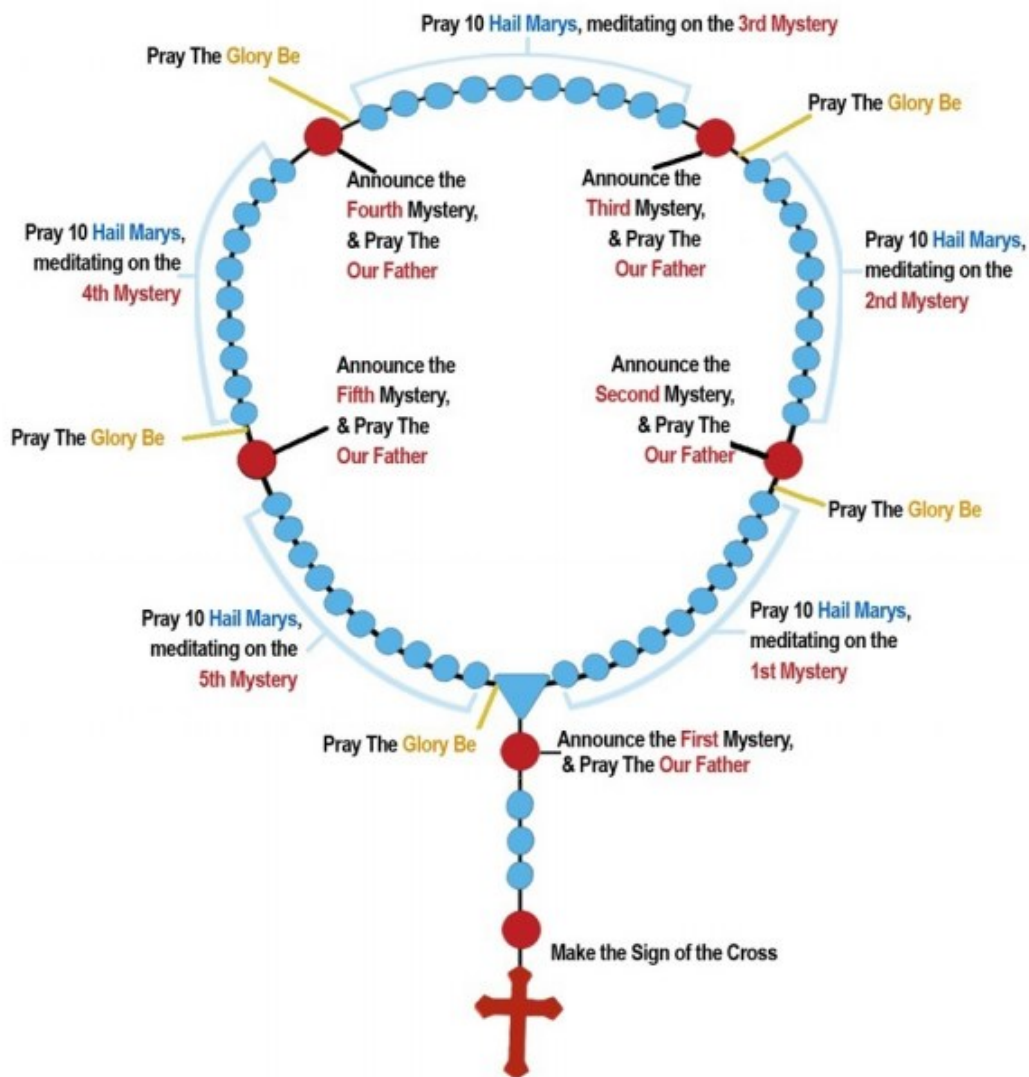 Pray 10 Hail Marys, meditating on the 3rd Mystery
Pray The Glory Be
Pray The Glory Be
Announce the
Fourth Mystery,
& Pray The
Our Father
Announce the
Third Mystery,
& Pray The
Our Father
Pray 10 Hail Marys,
meditating on the
4th Mystery
Pray 10 Hail Marys,
meditating on the
2nd Mystery
Announce the
Fifth Mystery,
& Pray The
Our Father
Announce the
Second Mystery,
& Pray The
Our Father
Pray The Glory Be
Pray The Glory Be
Pray 10 Hail Marys,
meditating on the
5th Mystery
Pray 10 Hail Marys,
meditating on the
1st Mystery
Pray The Glory Be
Announce the First Mystery,
& Pray The Our Father
Make the Sign of the Cross